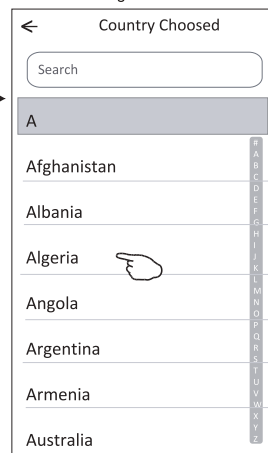 Country Choosed
Search
A
Afghanistan
Albania
Algeria
Angola
Argentina
Armenia
Australia
#
A
B
C
D
E
F
G
H
I
J
K
L
M
N
O
P
Q
R
S
T
U
V
W
X
Y
Z